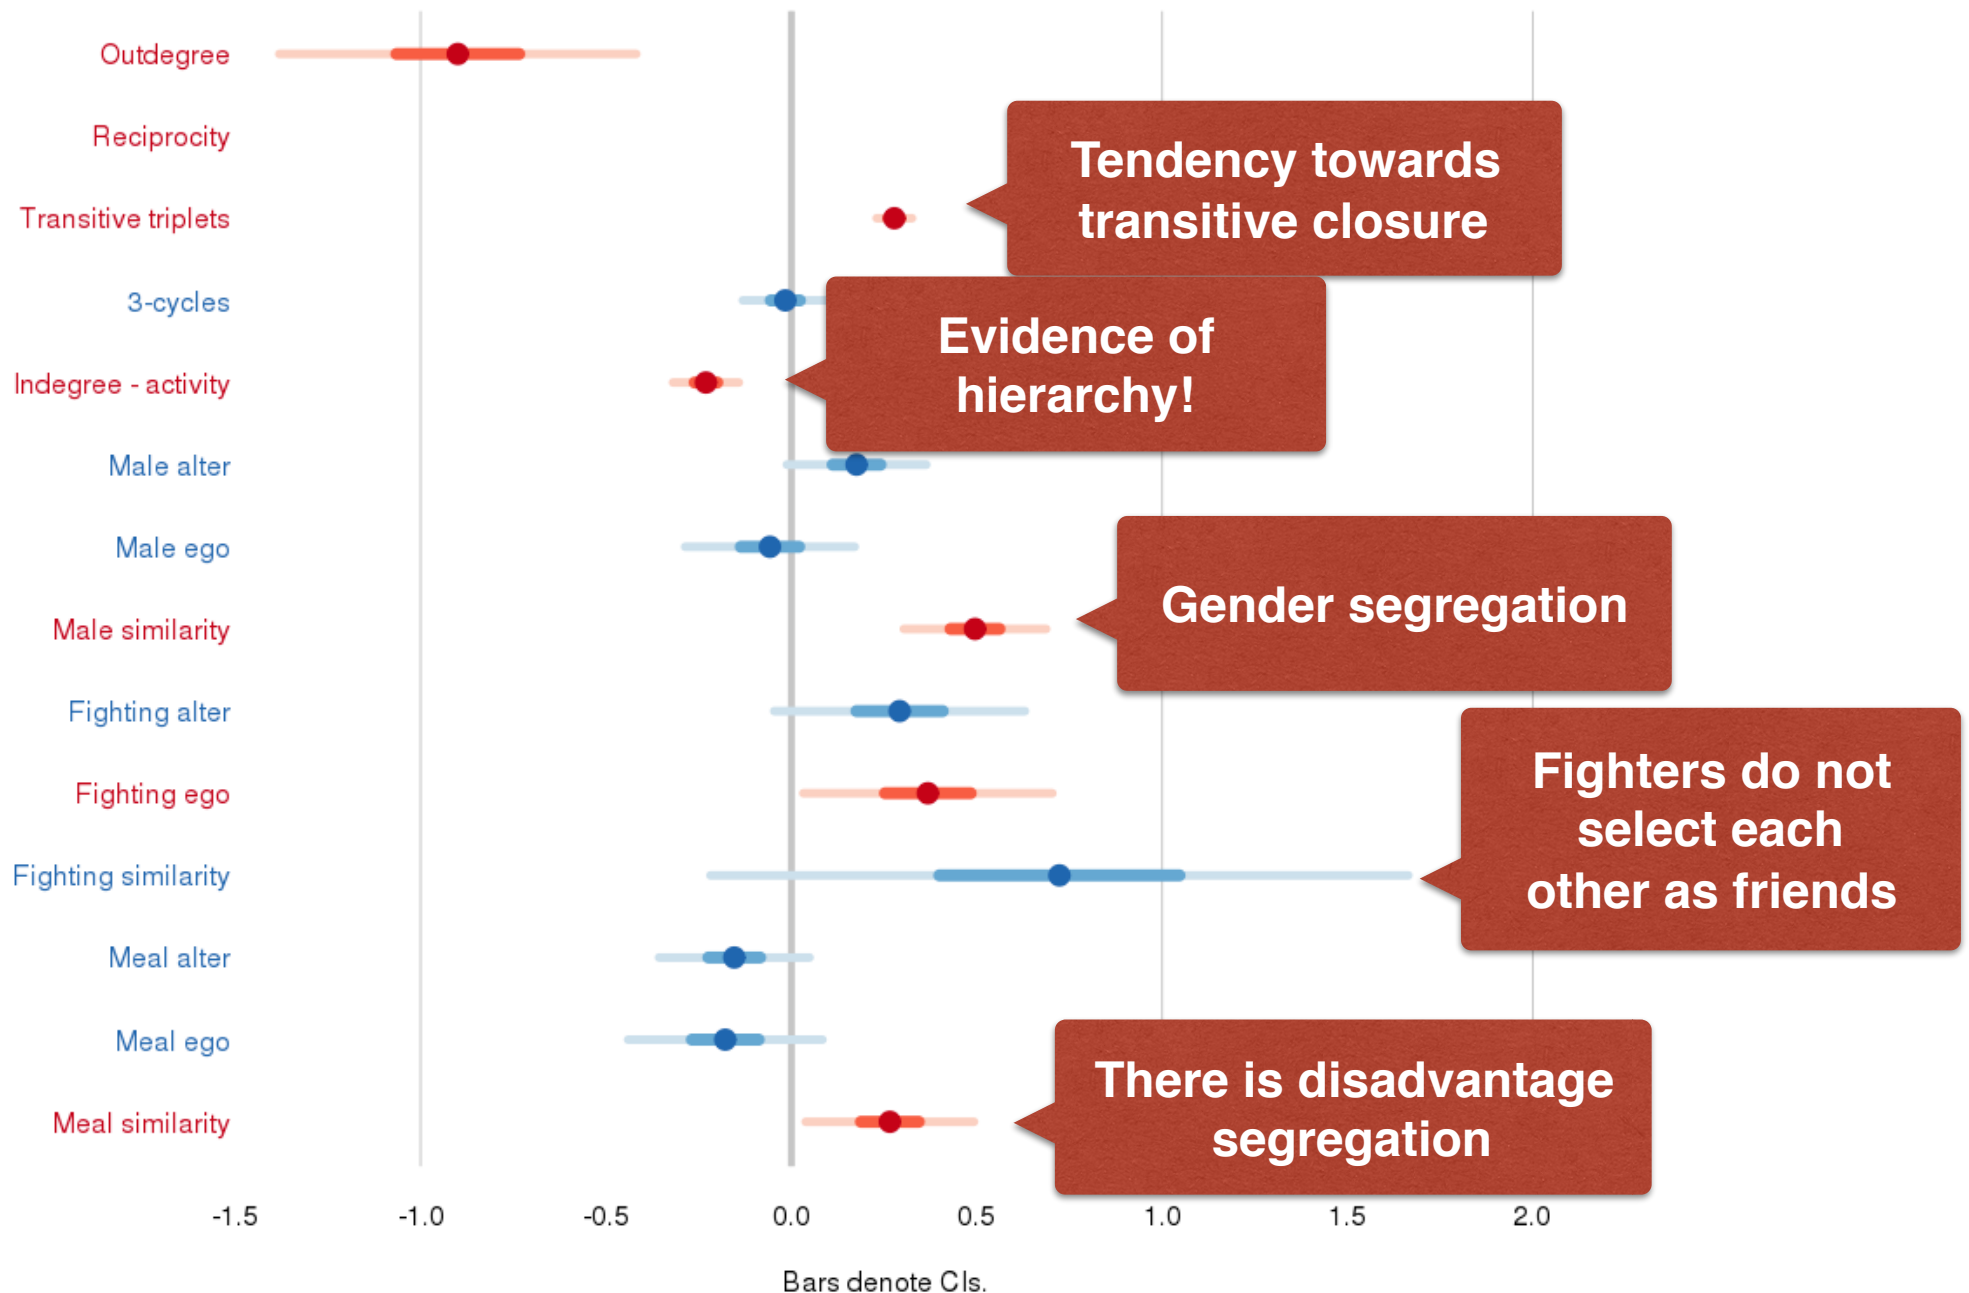 Outdegree
Reciprocity
Tendency towards
transitive closure
Transitive triplets
3-cycles
Evidence of
hierarchy!
Indegree - activity
Male alter
Male ego
Gender segregation
Male similarity
Fighting alter
Fighters do not
select each
other as friends
Fighting ego
Fighting similarity
Meal alter
Meal ego
There is disadvantage
segregation
Meal similarity
-1.5 -1.0 -0.5 0.0 0.5 1.0 1.5 2.0
Bars denote CIs.